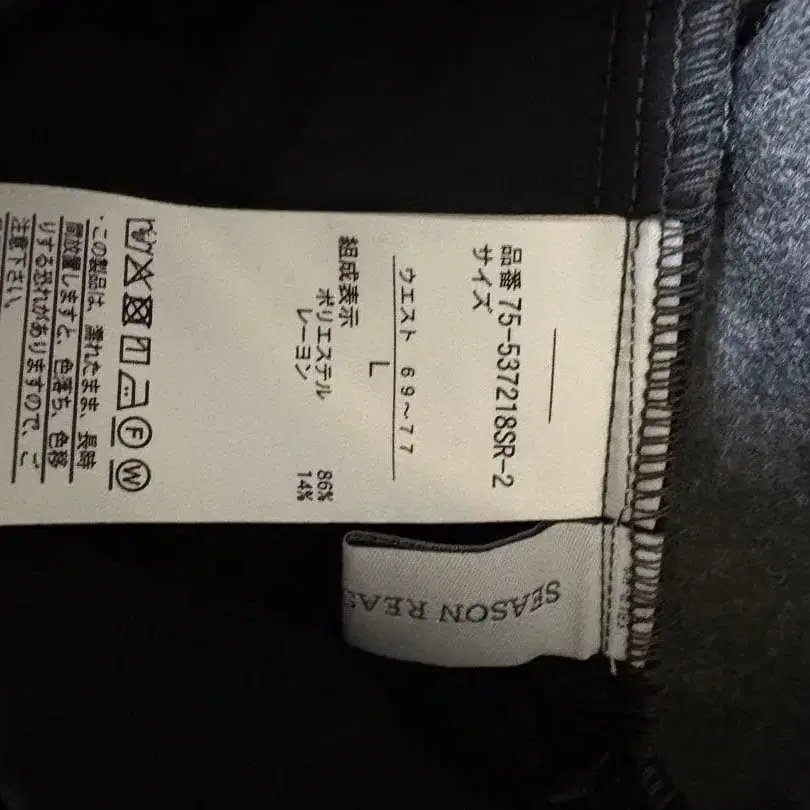 品番 75-537218SR-2
サイズ
ウエスト 69～77
L
組成表示
ポリエステル 86%
レーヨン 14%
F W
・この製品は、濡れたまま、長時
間放置しますと、色落ち、色移
りする恐れがありますので、ご
注意下さい。
SEASON REAS